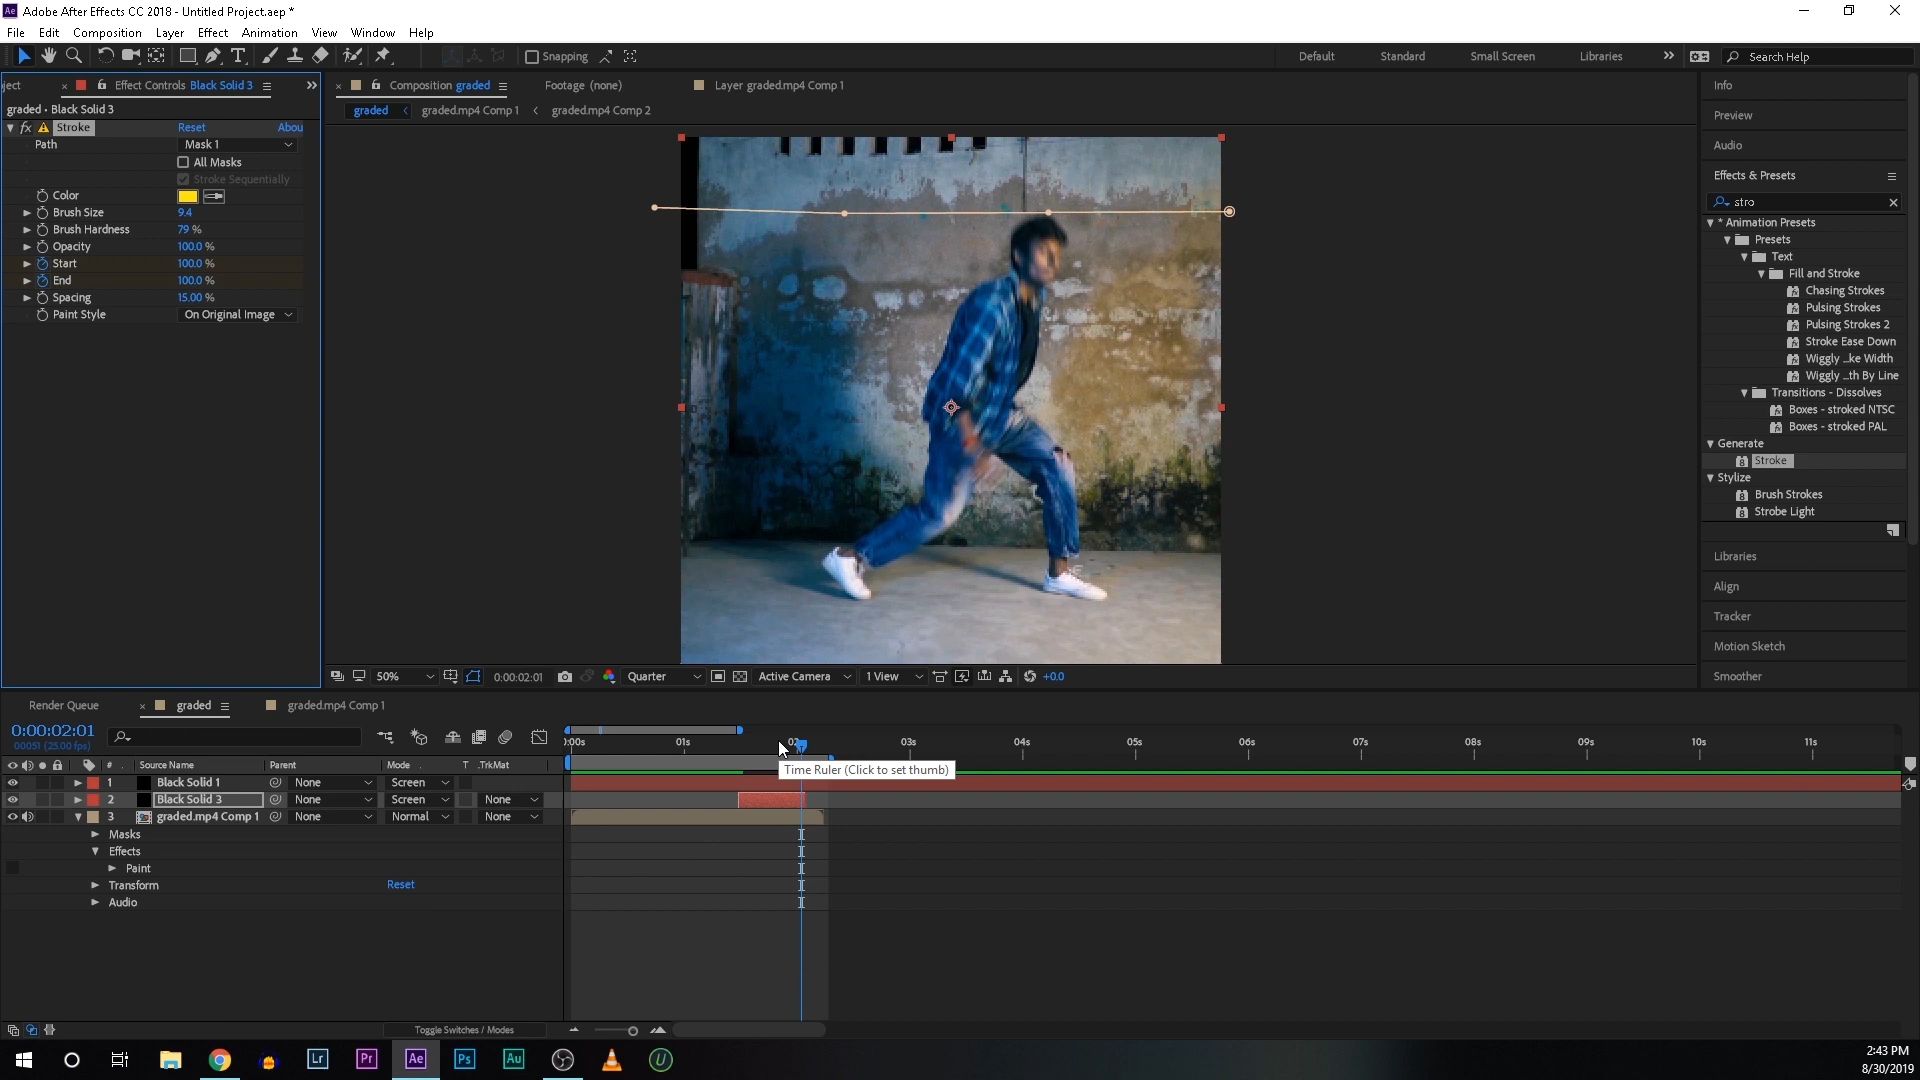 Adobe After Effects CC 2018 - Untitled Project.aep *
File Edit Composition Layer Effect Animation View Window Help
Snapping Default Standard Small Screen Libraries Search Help
ject Effect Controls Black Solid 3
graded • Black Solid 3
fx Stroke Reset Abou
Path Mask 1
All Masks
Stroke Sequentially
Color
Brush Size 9.4
Brush Hardness 79 %
Opacity 100.0 %
Start 100.0 %
End 100.0 %
Spacing 15.00 %
Paint Style On Original Image
Composition graded Footage (none) Layer graded.mp4 Comp 1
graded graded.mp4 Comp 1 graded.mp4 Comp 2
50% 0:00:02:01 Quarter Active Camera 1 View +0.0
Info
Preview
Audio
Effects & Presets
stro
* Animation Presets
Presets
Text
Fill and Stroke
Chasing Strokes
Pulsing Strokes
Pulsing Strokes 2
Stroke Ease Down
Wiggly ...ke Width
Wiggly ...th By Line
Transitions - Dissolves
Boxes - stroked NTSC
Boxes - stroked PAL
Generate
Stroke
Stylize
Brush Strokes
Strobe Light
Libraries
Align
Tracker
Motion Sketch
Smoother
Render Queue graded graded.mp4 Comp 1
0:00:02:01
00051 (25.00 fps)
):00s 01s 02s 03s 04s 05s 06s 07s 08s 09s 10s 11s
# Source Name Parent Mode T .TrkMat
Time Ruler (Click to set thumb)
1 Black Solid 1 None Screen
2 Black Solid 3 None Screen None
3 graded.mp4 Comp 1 None Normal None
Masks
Effects
Paint
Transform Reset
Audio
Toggle Switches / Modes
Lr Pr Ae Ps Au U
2:43 PM
8/30/2019